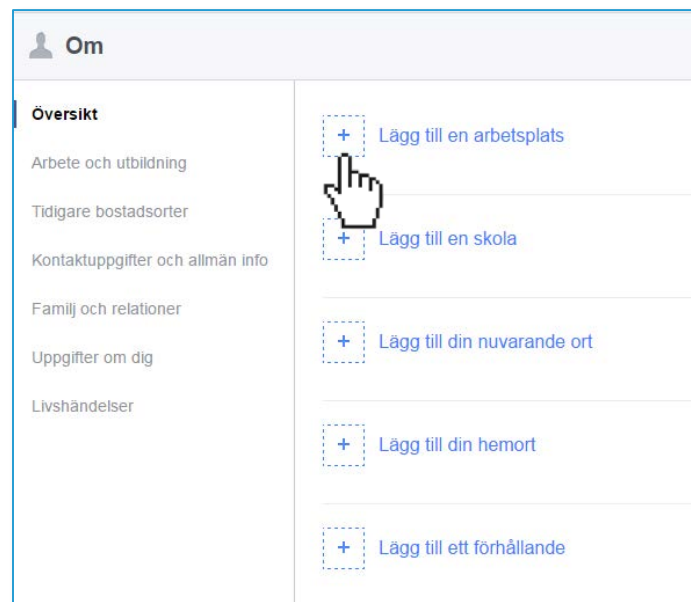 Om
Översikt
Arbete och utbildning
Tidigare bostadsorter
Kontaktuppgifter och allmän info
Familj och relationer
Uppgifter om dig
Livshändelser
+ Lägg till en arbetsplats
+ Lägg till en skola
+ Lägg till din nuvarande ort
+ Lägg till din hemort
+ Lägg till ett förhållande